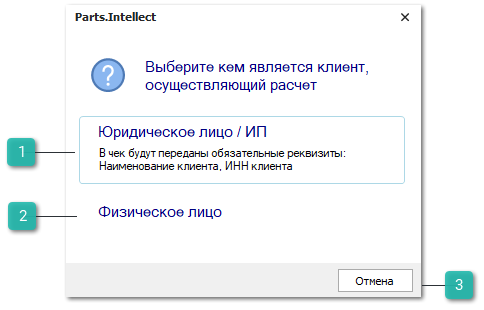 Parts.Intellect
?
Выберите кем является клиент,
осуществляющий расчет
Юридическое лицо / ИП
1
В чек будут переданы обязательные реквизиты:
Наименование клиента, ИНН клиента
2
Физическое лицо
Отмена
3